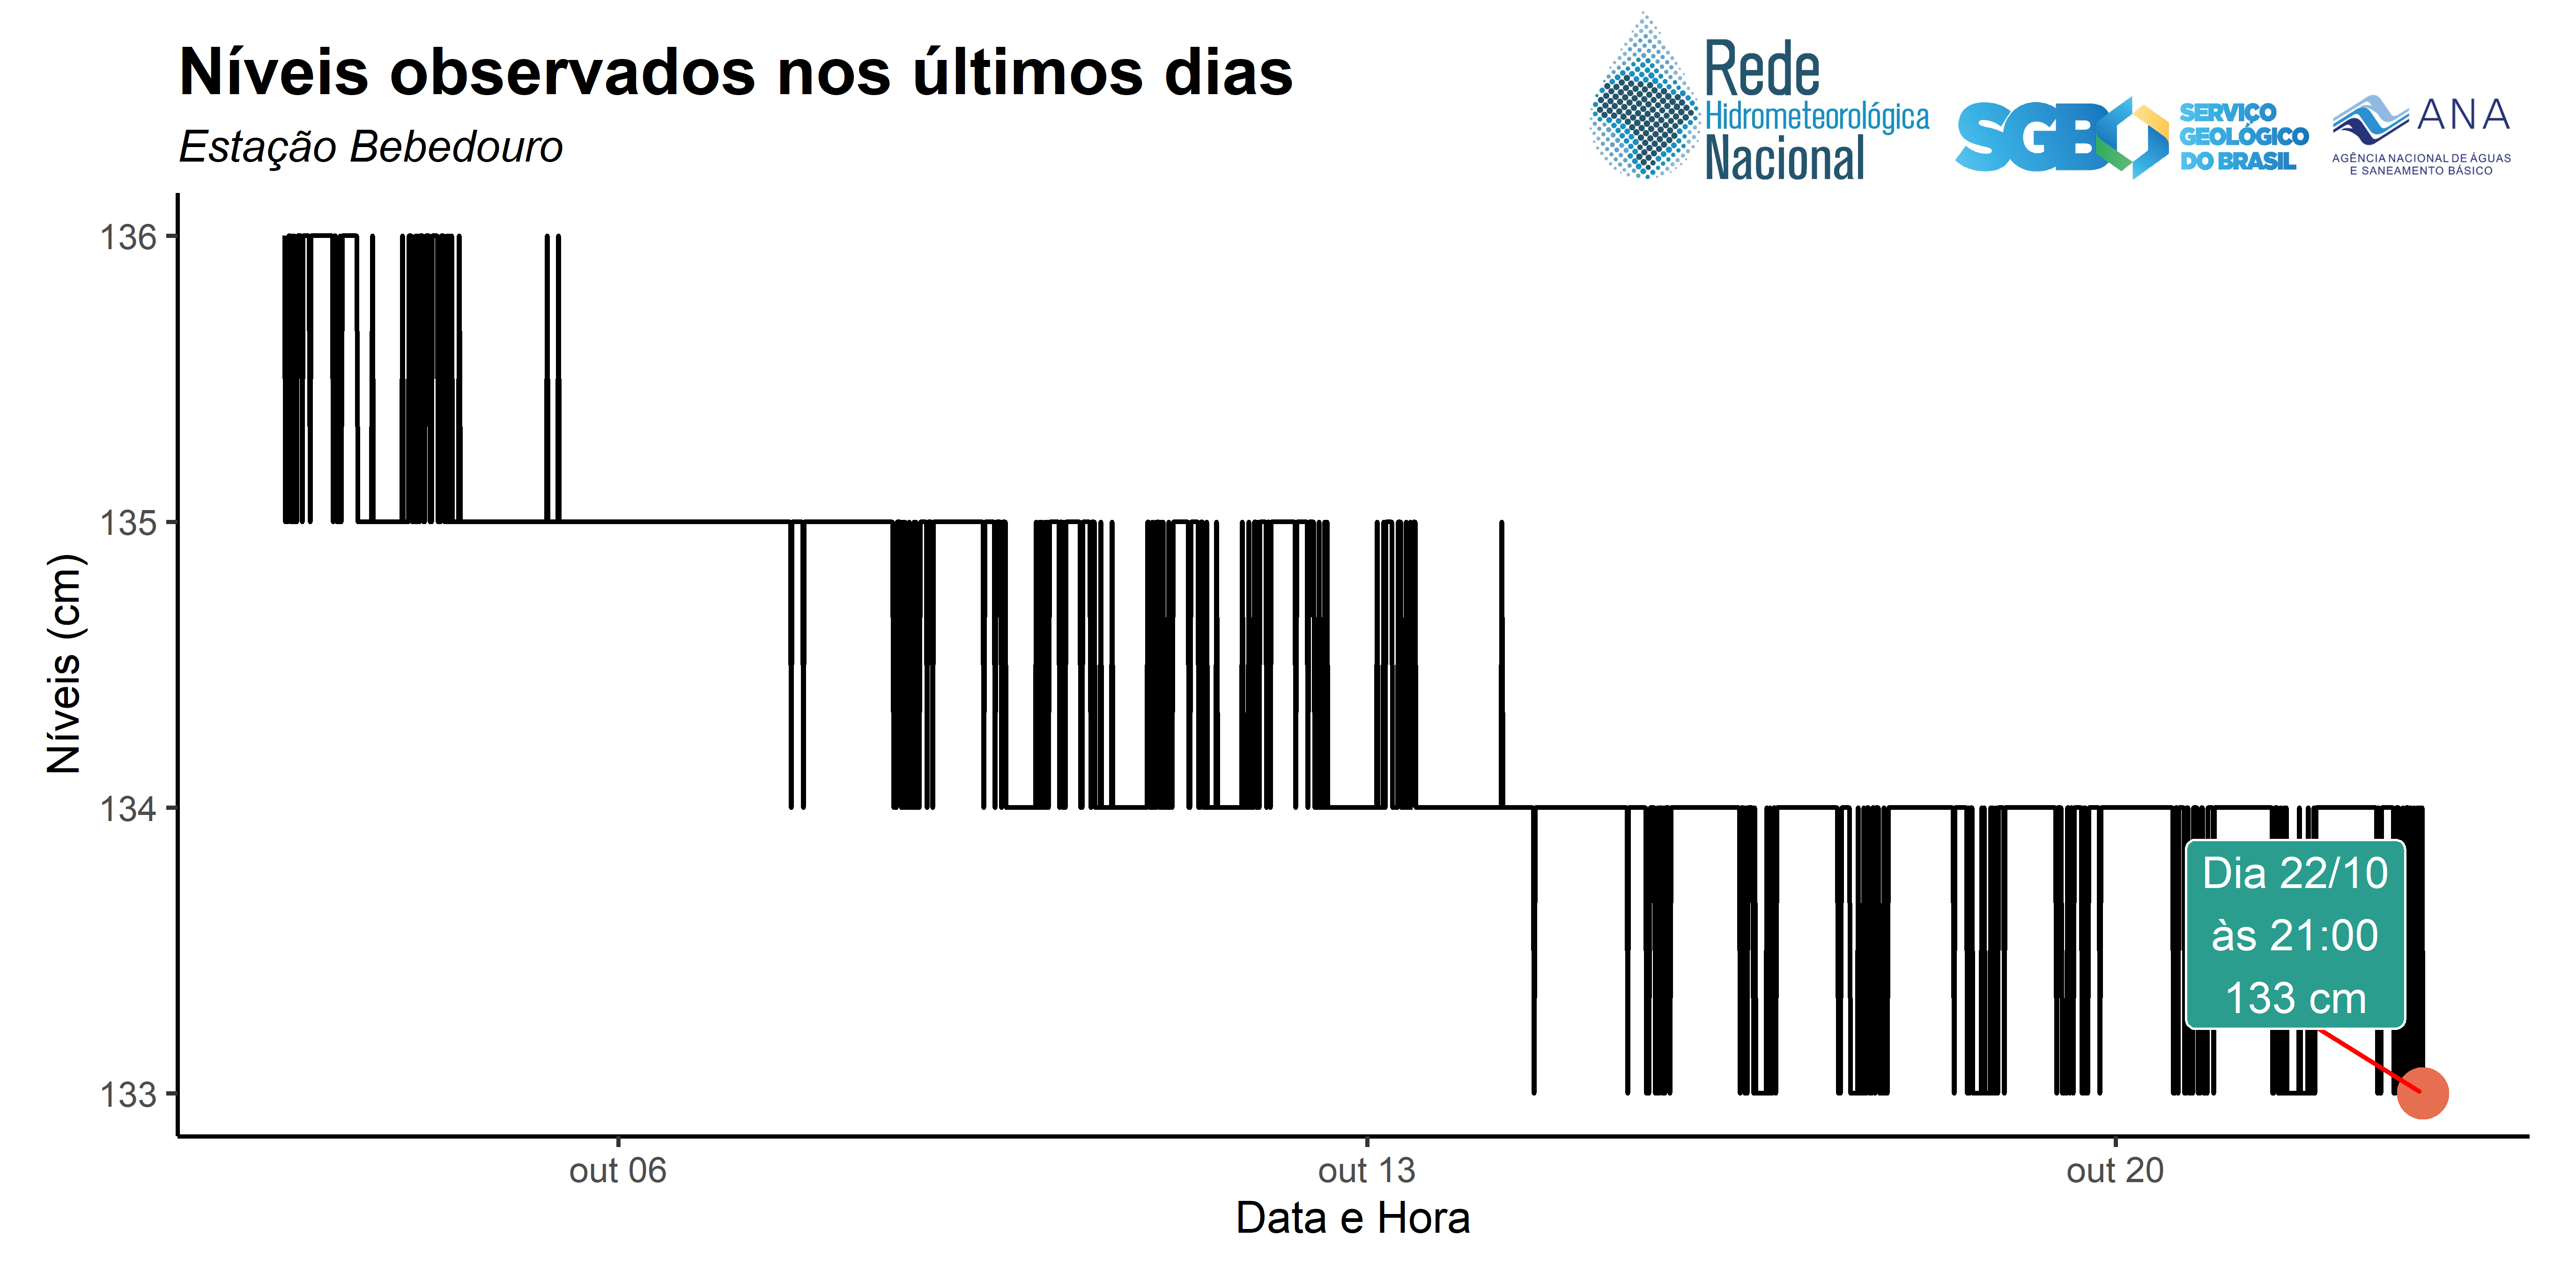 Níveis observados nos últimos dias
Estação Bebedouro
Rede
Hidrometeorológica
Nacional
SGB
SERVIÇO
GEOLÓGICO
DO BRASIL
ANA
AGÊNCIA NACIONAL DE ÁGUAS
E SANEAMENTO BÁSICO
Níveis (cm)
136
135
134
133
Dia 22/10
às 21:00
133 cm
out 06
out 13
out 20
Data e Hora